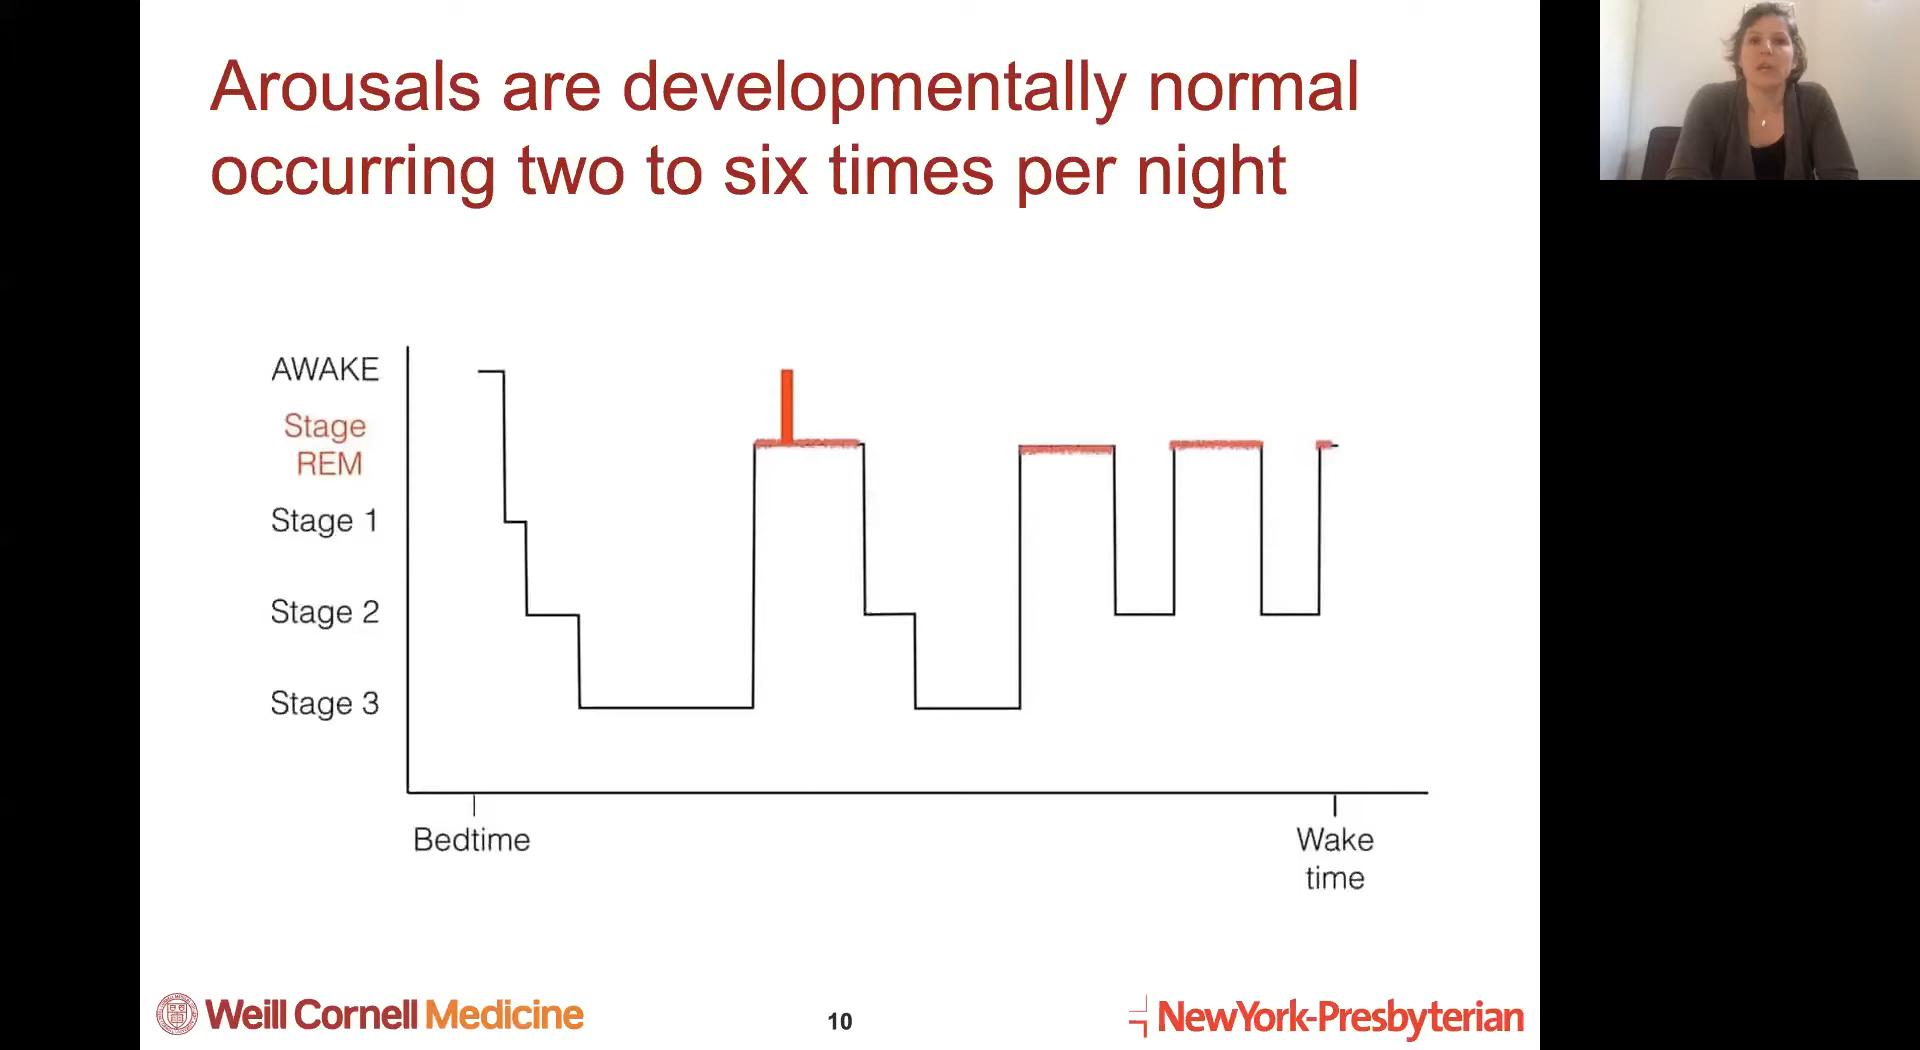 Arousals are developmentally normal
occurring two to six times per night
AWAKE
Stage
REM
Stage 1
Stage 2
Stage 3
Bedtime
Wake
time
Weill Cornell Medicine
10
NewYork-Presbyterian